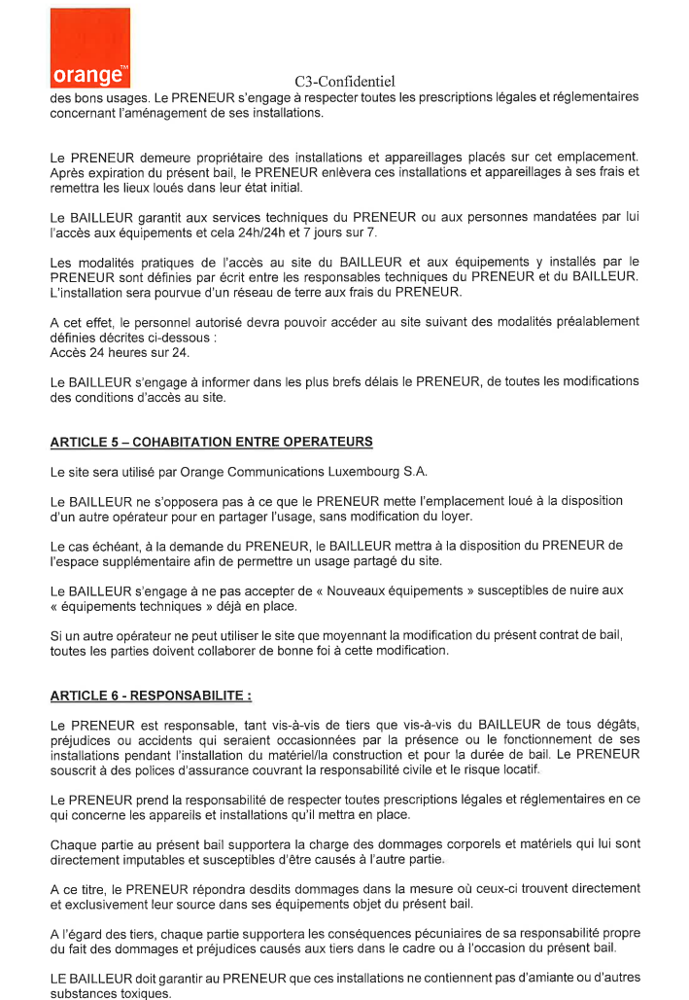 orange™
C3-Confidentiel
des bons usages. Le PRENEUR s'engage à respecter toutes les prescriptions légales et réglementaires
concernant l'aménagement de ses installations.
Le PRENEUR demeure propriétaire des installations et appareillages placés sur cet emplacement.
Après expiration du présent bail, le PRENEUR enlèvera ces installations et appareillages à ses frais et
remettra les lieux loués dans leur état initial.
Le BAILLEUR garantit aux services techniques du PRENEUR ou aux personnes mandatées par lui
l'accès aux équipements et cela 24h/24h et 7 jours sur 7.
Les modalités pratiques de l'accès au site du BAILLEUR et aux équipements y installés par le
PRENEUR sont définies par écrit entre les responsables techniques du PRENEUR et du BAILLEUR.
L'installation sera pourvue d'un réseau de terre aux frais du PRENEUR.
A cet effet, le personnel autorisé devra pouvoir accéder au site suivant des modalités préalablement
définies décrites ci-dessous :
Accès 24 heures sur 24.
Le BAILLEUR s'engage à informer dans les plus brefs délais le PRENEUR, de toutes les modifications
des conditions d'accès au site.
ARTICLE 5 – COHABITATION ENTRE OPERATEURS
Le site sera utilisé par Orange Communications Luxembourg S.A.
Le BAILLEUR ne s'opposera pas à ce que le PRENEUR mette l'emplacement loué à la disposition
d'un autre opérateur pour en partager l'usage, sans modification du loyer.
Le cas échéant, à la demande du PRENEUR, le BAILLEUR mettra à la disposition du PRENEUR de
l'espace supplémentaire afin de permettre un usage partagé du site.
Le BAILLEUR s'engage à ne pas accepter de « Nouveaux équipements » susceptibles de nuire aux
« équipements techniques » déjà en place.
Si un autre opérateur ne peut utiliser le site que moyennant la modification du présent contrat de bail,
toutes les parties doivent collaborer de bonne foi à cette modification.
ARTICLE 6 - RESPONSABILITE :
Le PRENEUR est responsable, tant vis-à-vis de tiers que vis-à-vis du BAILLEUR de tous dégâts,
préjudices ou accidents qui seraient occasionnées par la présence ou le fonctionnement de ses
installations pendant l'installation du matériel/la construction et pour la durée de bail. Le PRENEUR
souscrit à des polices d'assurance couvrant la responsabilité civile et le risque locatif.
Le PRENEUR prend la responsabilité de respecter toutes prescriptions légales et réglementaires en ce
qui concerne les appareils et installations qu'il mettra en place.
Chaque partie au présent bail supportera la charge des dommages corporels et matériels qui lui sont
directement imputables et susceptibles d'être causés à l'autre partie.
A ce titre, le PRENEUR répondra desdits dommages dans la mesure où ceux-ci trouvent directement
et exclusivement leur source dans ses équipements objet du présent bail.
A l'égard des tiers, chaque partie supportera les conséquences pécuniaires de sa responsabilité propre
du fait des dommages et préjudices causés aux tiers dans le cadre ou à l'occasion du présent bail.
LE BAILLEUR doit garantir au PRENEUR que ces installations ne contiennent pas d'amiante ou d'autres
substances toxiques.